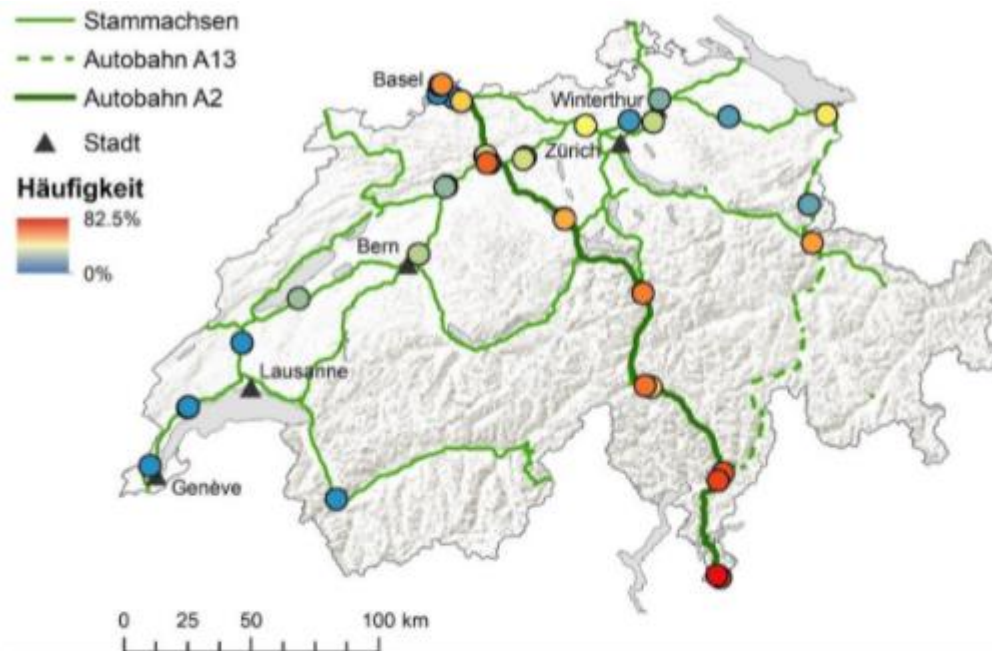 Stammachsen
Autobahn A13
Autobahn A2
Stadt
Häufigkeit
82.5%
0%
Basel
Winterthur
Zürich
Bern
Lausanne
Genève
0 25 50 100 km